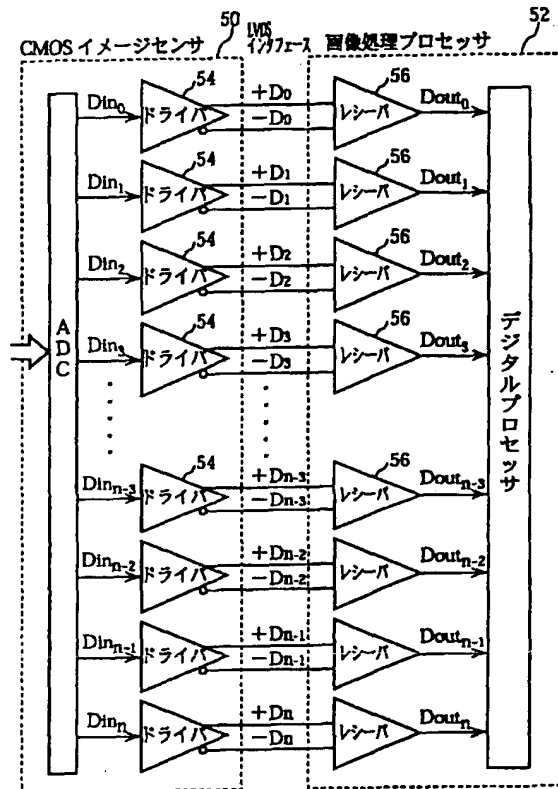 CMOS イメージセンサ 50 LVDS インタフェース 画像処理プロセッサ 52
Din0 54 ドライバ +D0 −D0 56 レシーバ Dout0
Din1 54 ドライバ +D1 −D1 56 レシーバ Dout1
Din2 54 ドライバ +D2 −D2 56 レシーバ Dout2
ADC
Din3 54 ドライバ +D3 −D3 56 レシーバ Dout3
デジタルプロセッサ
Dinn-3 54 ドライバ +Dn-3 −Dn-3 56 レシーバ Doutn-3
Dinn-2 ドライバ +Dn-2 −Dn-2 レシーバ Doutn-2
Dinn-1 ドライバ +Dn-1 −Dn-1 レシーバ Doutn-1
Dinn ドライバ +Dn −Dn レシーバ Doutn